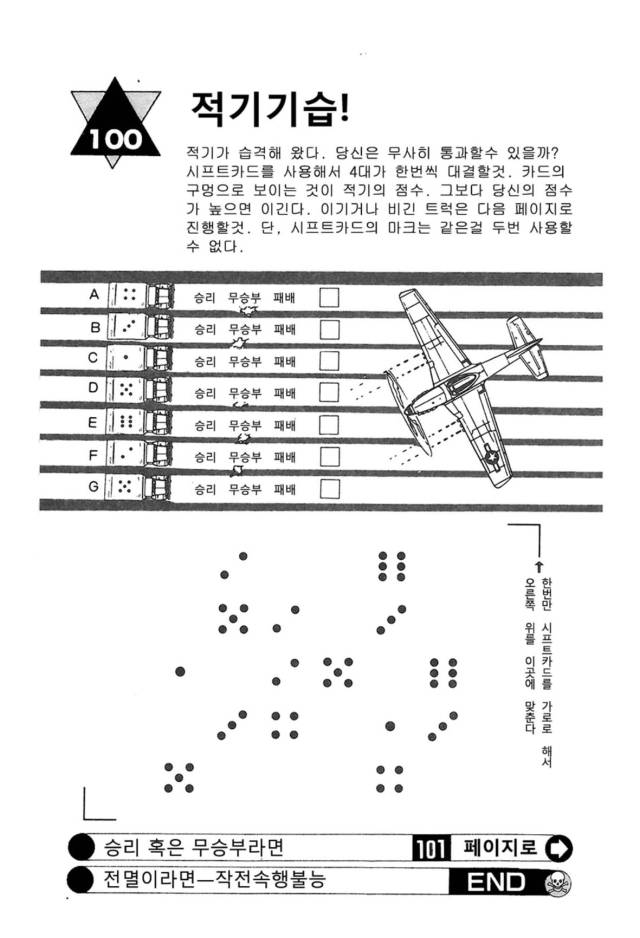 100
적기기습!
적기가 습격해 왔다. 당신은 무사히 통과할수 있을까?
시프트카드를 사용해서 4대가 한번씩 대결할것. 카드의
구멍으로 보이는 것이 적기의 점수. 그보다 당신의 점수
가 높으면 이긴다. 이기거나 비긴 트럭은 다음 페이지로
진행할것. 단, 시프트카드의 마크는 같은걸 두번 사용할
수 없다.
A 승리 무승부 패배
B 승리 무승부 패배
C 승리 무승부 패배
D 승리 무승부 패배
E 승리 무승부 패배
F 승리 무승부 패배
G 승리 무승부 패배
한번만 시프트카드를 가로로 해서
오른쪽 위를 이곳에 맞춘다
승리 혹은 무승부라면 101 페이지로
전멸이라면—작전속행불능 END